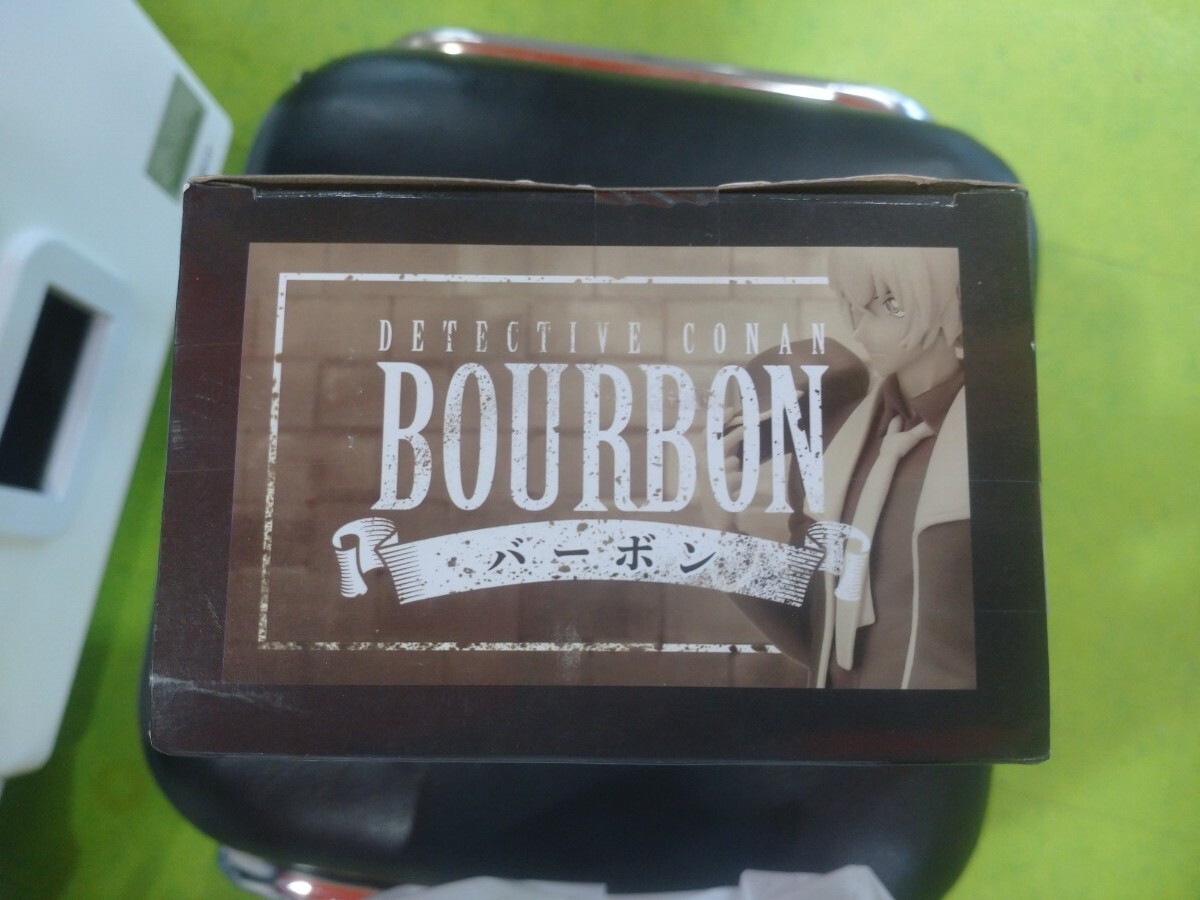 DETECTIVE CONAN
BOURBON
バーボン